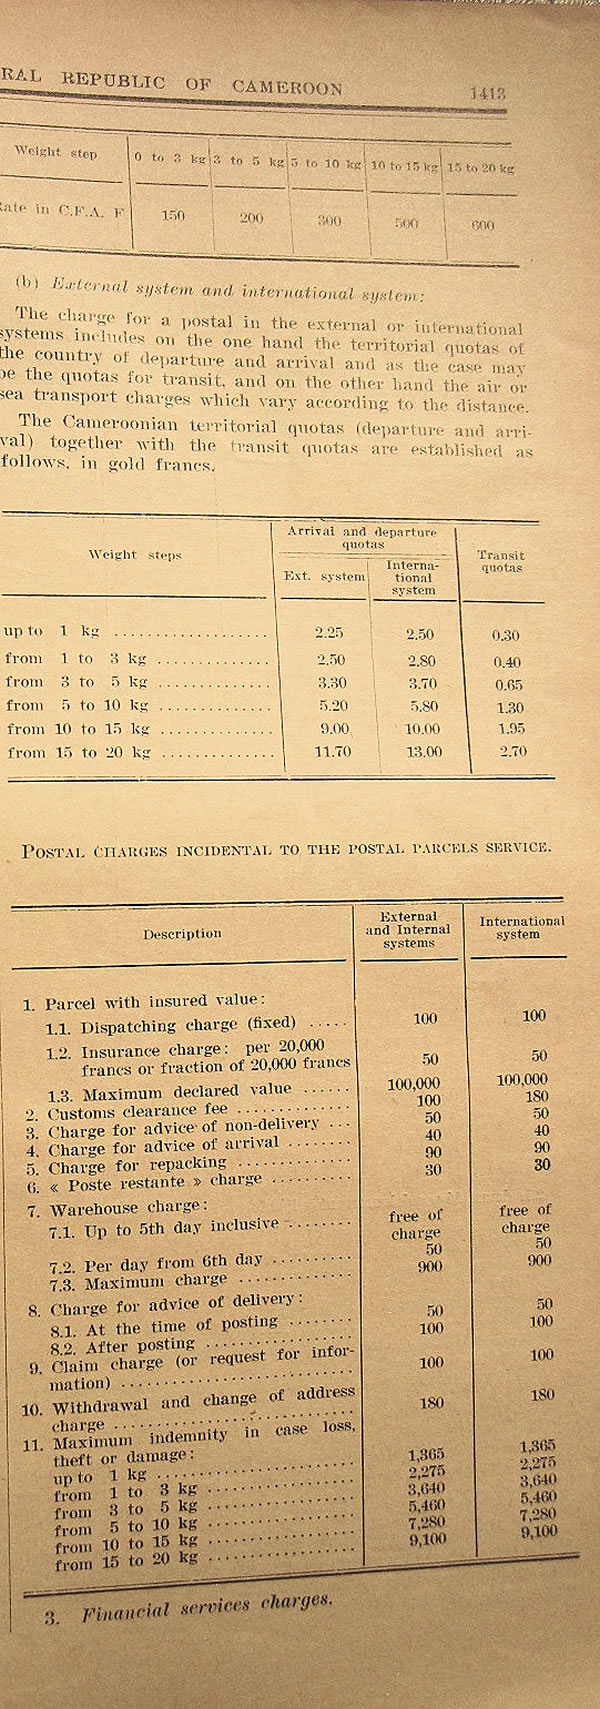 RAL REPUBLIC OF CAMEROON 1413
Weight step 0 to 3 kg 3 to 5 kg 5 to 10 kg 10 to 15 kg 15 to 20 kg
Rate in C.F.A. F 150 200 300 500 600
(b) External system and international system:
The charge for a postal in the external or international
systems includes on the one hand the territorial quotas of
the country of departure and arrival and as the case may
be the quotas for transit, and on the other hand the air or
sea transport charges which vary according to the distance.
The Cameroonian territorial quotas (departure and arri-
val) together with the transit quotas are established as
follows, in gold francs.
Weight steps
Arrival and departure
quotas
Ext. system
Interna-
tional
system
Transit
quotas
up to 1 kg .................. 2.25 2.50 0.30
from 1 to 3 kg .............. 2.50 2.80 0.40
from 3 to 5 kg .............. 3.30 3.70 0.65
from 5 to 10 kg ............. 5.20 5.80 1.30
from 10 to 15 kg ............. 9.00 10.00 1.95
from 15 to 20 kg ............. 11.70 13.00 2.70
POSTAL CHARGES INCIDENTAL TO THE POSTAL PARCELS SERVICE.
Description
External
and Internal
systems
International
system
1. Parcel with insured value:
1.1. Dispatching charge (fixed) ..... 100 100
1.2. Insurance charge: per 20,000
francs or fraction of 20,000 francs 50 50
1.3. Maximum declared value ...... 100,000 100,000
2. Customs clearance fee .............. 100 180
3. Charge for advice of non-delivery ... 50 50
4. Charge for advice of arrival ........ 40 40
5. Charge for repacking ............. 90 90
6. « Poste restante » charge .......... 30 30
7. Warehouse charge:
7.1. Up to 5th day inclusive ........ free of charge free of charge
7.2. Per day from 6th day .......... 50 50
7.3. Maximum charge .............. 900 900
8. Charge for advice of delivery:
8.1. At the time of posting ........ 50 50
8.2. After posting ................. 100 100
9. Claim charge (or request for infor-
mation) ............................ 100 100
10. Withdrawal and change of address
charge ............................. 180 180
11. Maximum indemnity in case loss,
theft or damage:
up to 1 kg ...................... 1,365 1,365
from 1 to 3 kg ................. 2,275 2,275
from 3 to 5 kg ................. 3,640 3,640
from 5 to 10 kg ................ 5,460 5,460
from 10 to 15 kg ................ 7,280 7,280
from 15 to 20 kg ................ 9,100 9,100
3. Financial services charges.